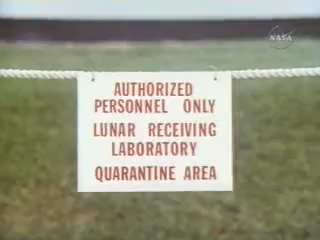 NASA
AUTHORIZED
PERSONNEL ONLY
LUNAR RECEIVING
LABORATORY
QUARANTINE AREA